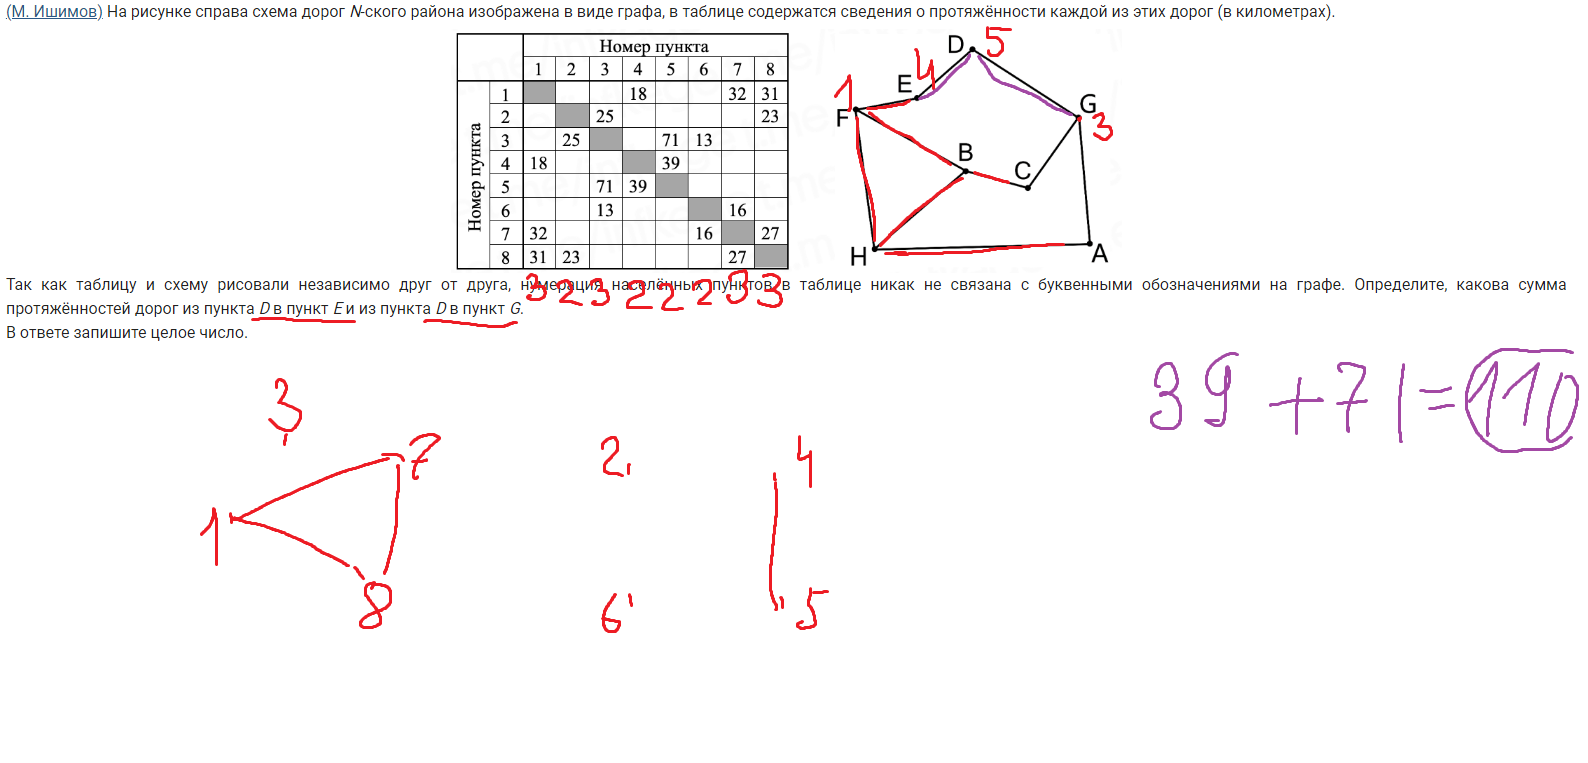 (М. Ишимов) На рисунке справа схема дорог N-ского района изображена в виде графа, в таблице содержатся сведения о протяжённости каждой из этих дорог (в километрах).
Номер пункта
1 2 3 4 5 6 7 8
Номер пункта
1 18 32 31
2 25 23
3 25 71 13
4 18 39
5 71 39
6 13 16
7 32 16 27
8 31 23 27
3 2 3 2 2 2 3 3
D 5
E 4
1 F
G 3
B
C
H
A
Так как таблицу и схему рисовали независимо друг от друга, нумерация населённых пунктов в таблице никак не связана с буквенными обозначениями на графе. Определите, какова сумма
протяжённостей дорог из пункта D в пункт E и из пункта D в пункт G.
В ответе запишите целое число.
39 + 71 = 110
3
7
1
8
2
6
4
5